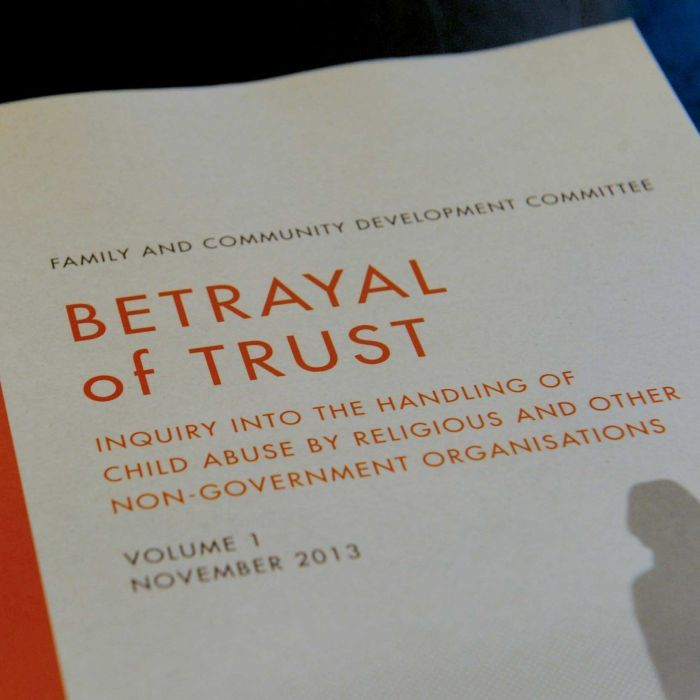 FAMILY AND COMMUNITY DEVELOPMENT COMMITTEE
BETRAYAL
of TRUST
INQUIRY INTO THE HANDLING OF
CHILD ABUSE BY RELIGIOUS AND OTHER
NON-GOVERNMENT ORGANISATIONS
VOLUME 1
NOVEMBER 2013